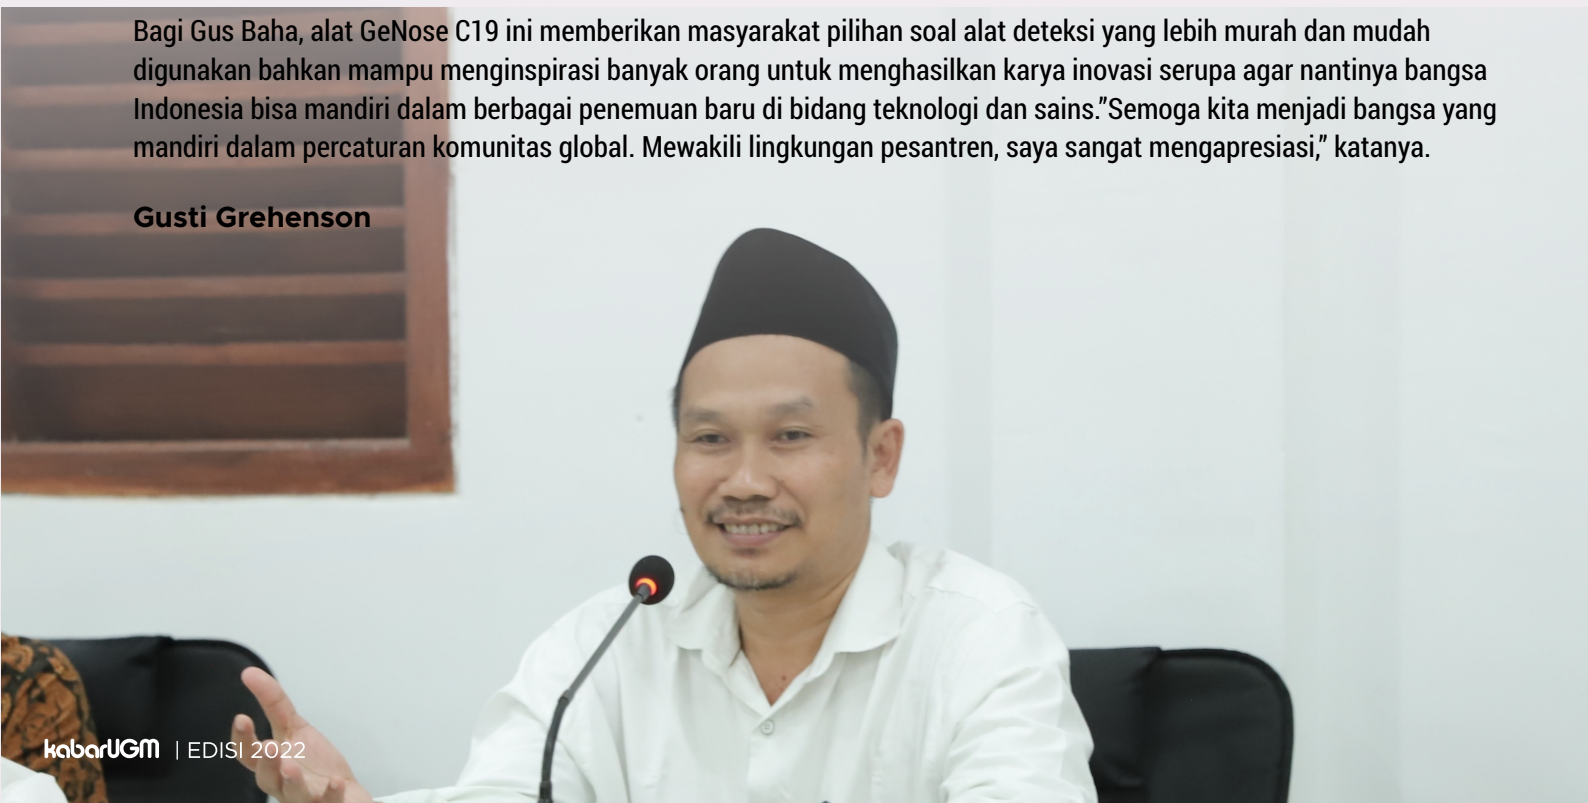 Bagi Gus Baha, alat GeNose C19 ini memberikan masyarakat pilihan soal alat deteksi yang lebih murah dan mudah
digunakan bahkan mampu menginspirasi banyak orang untuk menghasilkan karya inovasi serupa agar nantinya bangsa
Indonesia bisa mandiri dalam berbagai penemuan baru di bidang teknologi dan sains.”Semoga kita menjadi bangsa yang
mandiri dalam percaturan komunitas global. Mewakili lingkungan pesantren, saya sangat mengapresiasi,” katanya.
Gusti Grehenson
kabarUGM | EDISI 2022